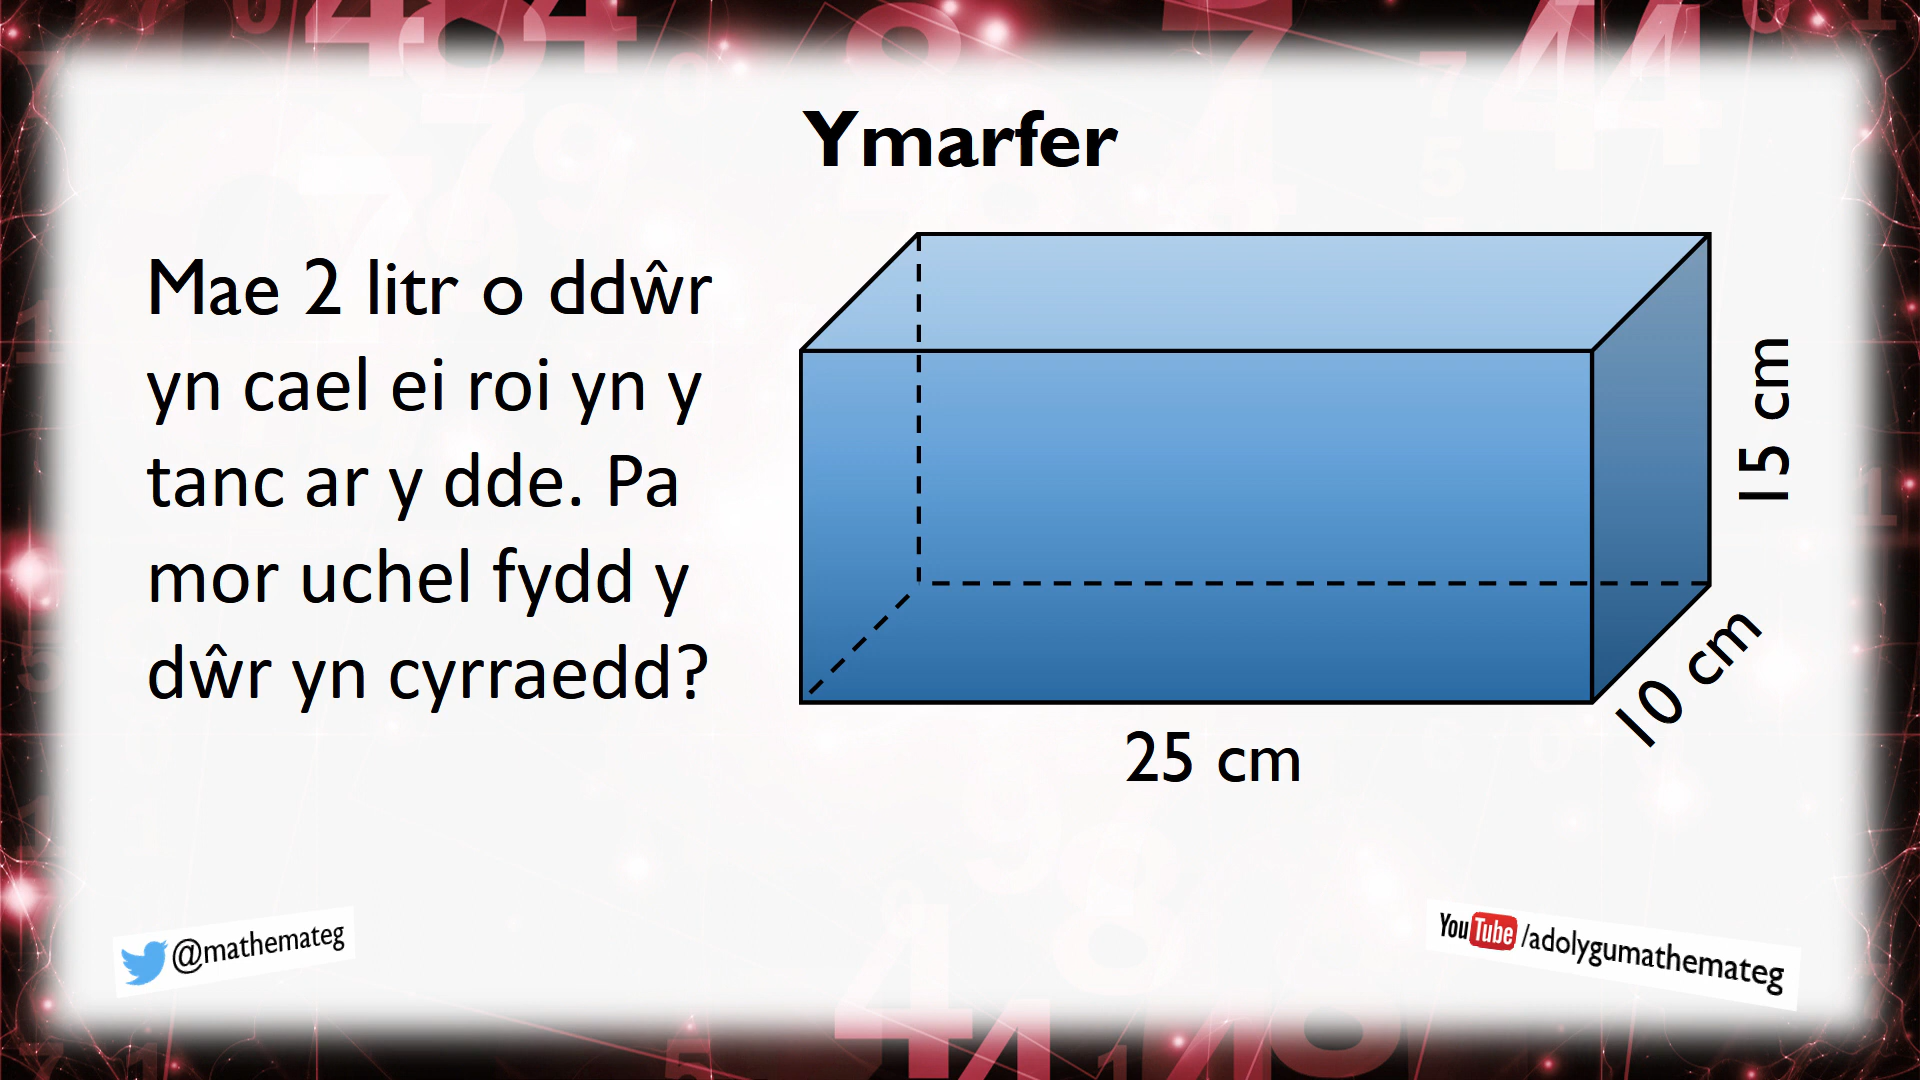 Ymarfer
Mae 2 litr o ddŵr
yn cael ei roi yn y
tanc ar y dde. Pa
mor uchel fydd y
dŵr yn cyrraedd?
15 cm
10 cm
25 cm
@mathemateg
YouTube /adolygumathemateg